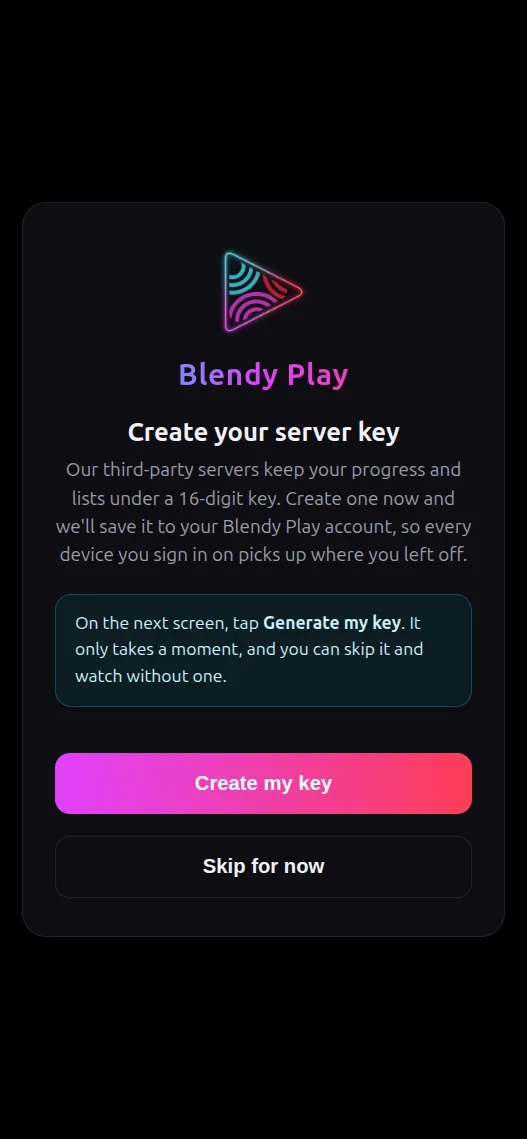 Blendy Play
Create your server key
Our third-party servers keep your progress and
lists under a 16-digit key. Create one now and
we'll save it to your Blendy Play account, so every
device you sign in on picks up where you left off.
On the next screen, tap Generate my key. It
only takes a moment, and you can skip it and
watch without one.
Create my key
Skip for now